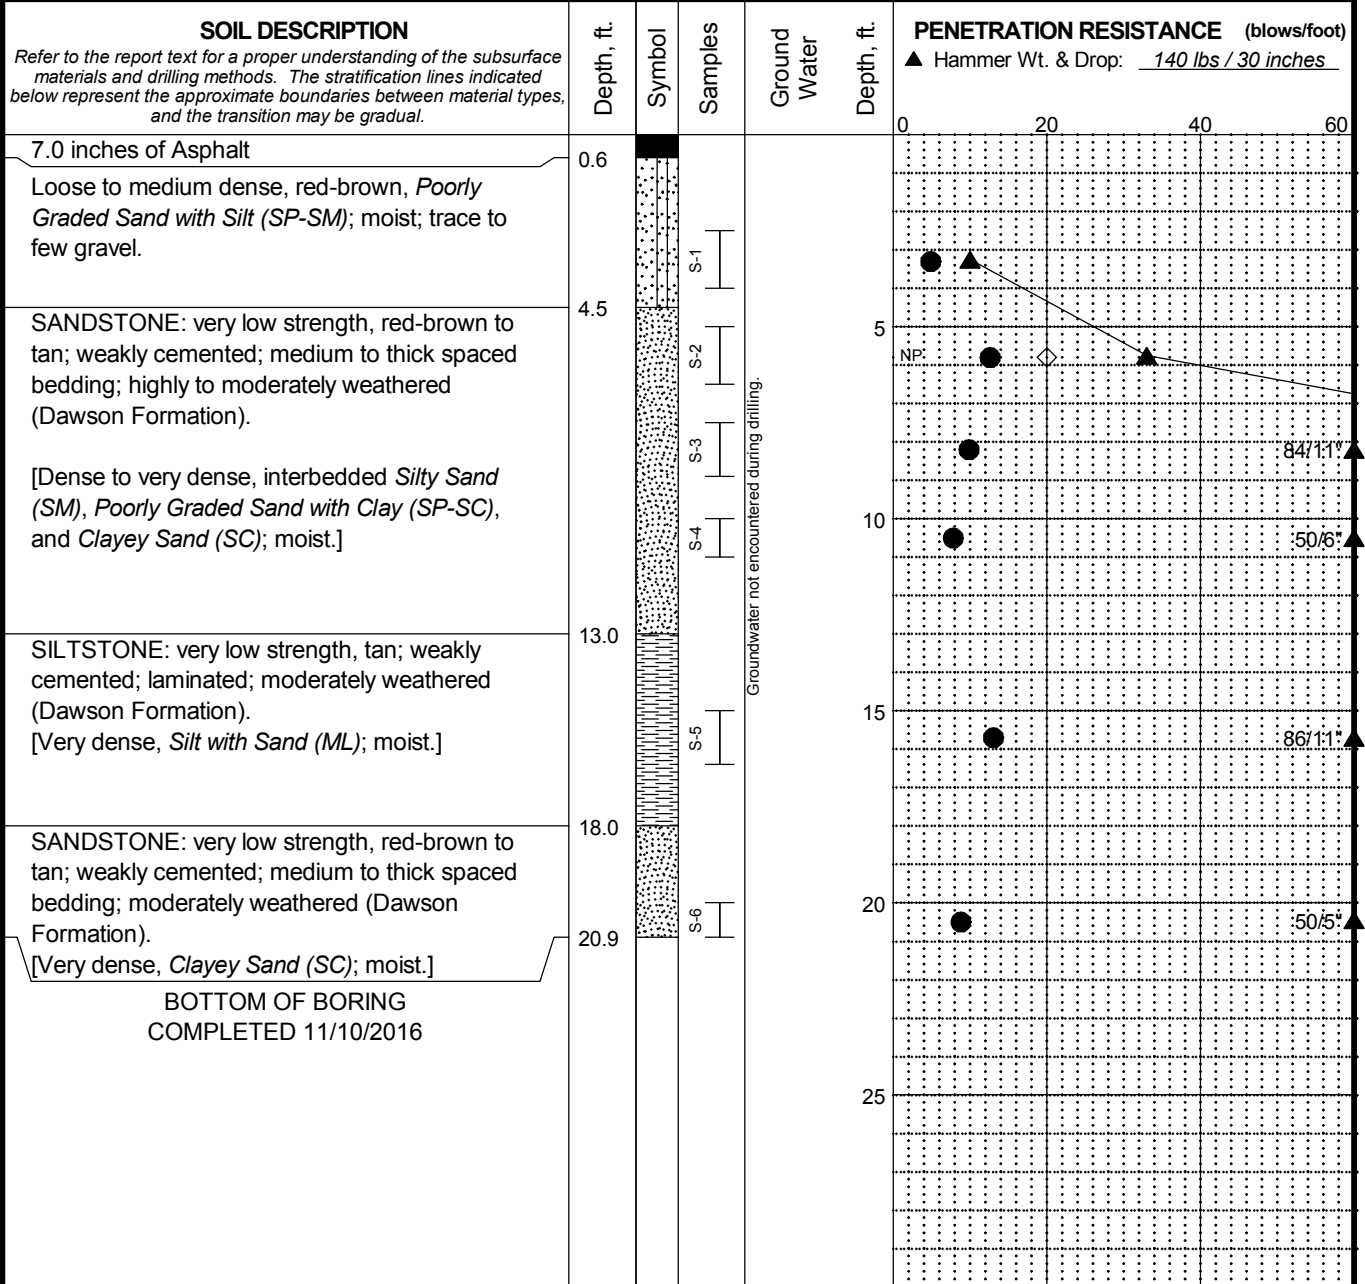 SOIL DESCRIPTION
Refer to the report text for a proper understanding of the subsurface
materials and drilling methods. The stratification lines indicated
below represent the approximate boundaries between material types,
and the transition may be gradual.
Depth, ft.
Symbol
Samples
Ground
Water
Depth, ft.
PENETRATION RESISTANCE (blows/foot)
▲ Hammer Wt. & Drop: 140 lbs / 30 inches
0 20 40 60
7.0 inches of Asphalt
0.6
Loose to medium dense, red-brown, Poorly
Graded Sand with Silt (SP-SM); moist; trace to
few gravel.
S-1
4.5
SANDSTONE: very low strength, red-brown to
tan; weakly cemented; medium to thick spaced
bedding; highly to moderately weathered
(Dawson Formation).
[Dense to very dense, interbedded Silty Sand
(SM), Poorly Graded Sand with Clay (SP-SC),
and Clayey Sand (SC); moist.]
S-2
S-3
S-4
Groundwater not encountered during drilling.
5
NP
84/11"
10
50/6"
13.0
SILTSTONE: very low strength, tan; weakly
cemented; laminated; moderately weathered
(Dawson Formation).
[Very dense, Silt with Sand (ML); moist.]
S-5
15
86/11"
18.0
SANDSTONE: very low strength, red-brown to
tan; weakly cemented; medium to thick spaced
bedding; moderately weathered (Dawson
Formation).
[Very dense, Clayey Sand (SC); moist.]
S-6
20
50/5"
20.9
BOTTOM OF BORING
COMPLETED 11/10/2016
25